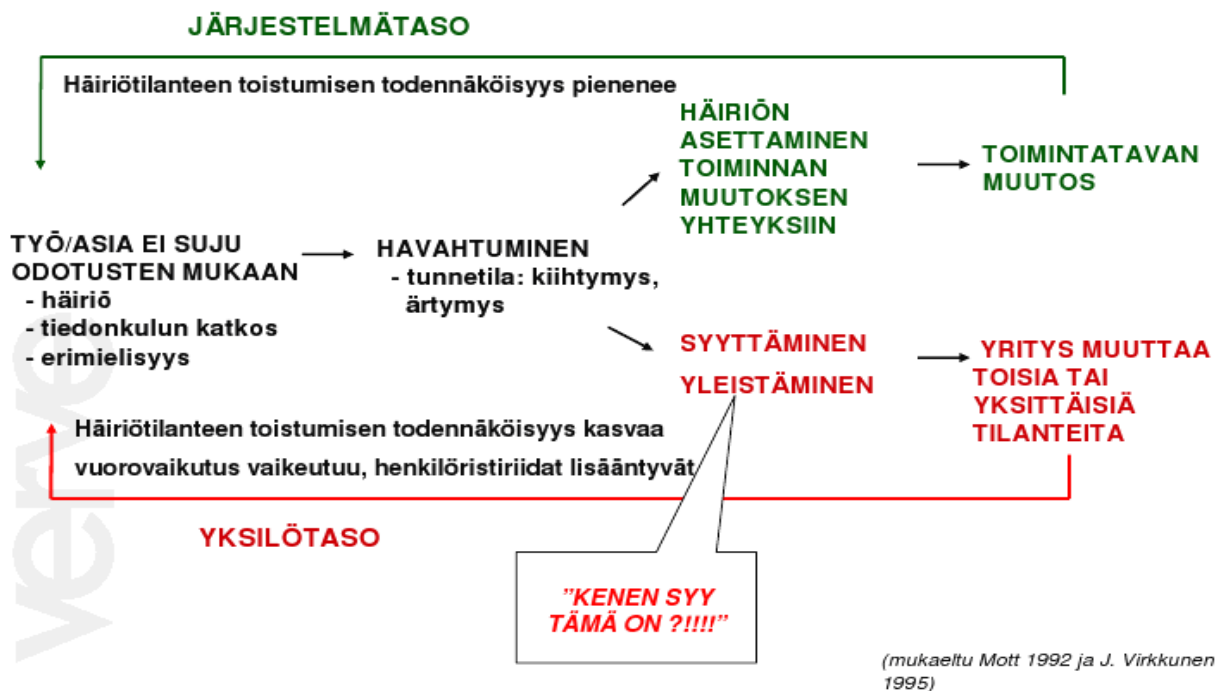 JÄRJESTELMÄTASO
Häiriötilanteen toistumisen todennäköisyys pienenee
HÄIRIÖN
ASETTAMINEN
TOIMINNAN
MUUTOKSEN
YHTEYKSIIN
TOIMINTATAVAN
MUUTOS
TYÖ/ASIA EI SUJU
ODOTUSTEN MUKAAN
- häiriö
- tiedonkulun katkos
- erimielisyys
HAVAHTUMINEN
- tunnetila: kiihtymys,
ärtymys
SYYTTÄMINEN
YLEISTÄMINEN
YRITYS MUUTTAA
TOISIA TAI
YKSITTÄISIÄ
TILANTEITA
Häiriötilanteen toistumisen todennäköisyys kasvaa
vuorovaikutus vaikeutuu, henkilöristiriidat lisääntyvät
YKSILÖTASO
"KENEN SYY
TÄMÄ ON ?!!!!"
(mukaeltu Mott 1992 ja J. Virkkunen
1995)
verve